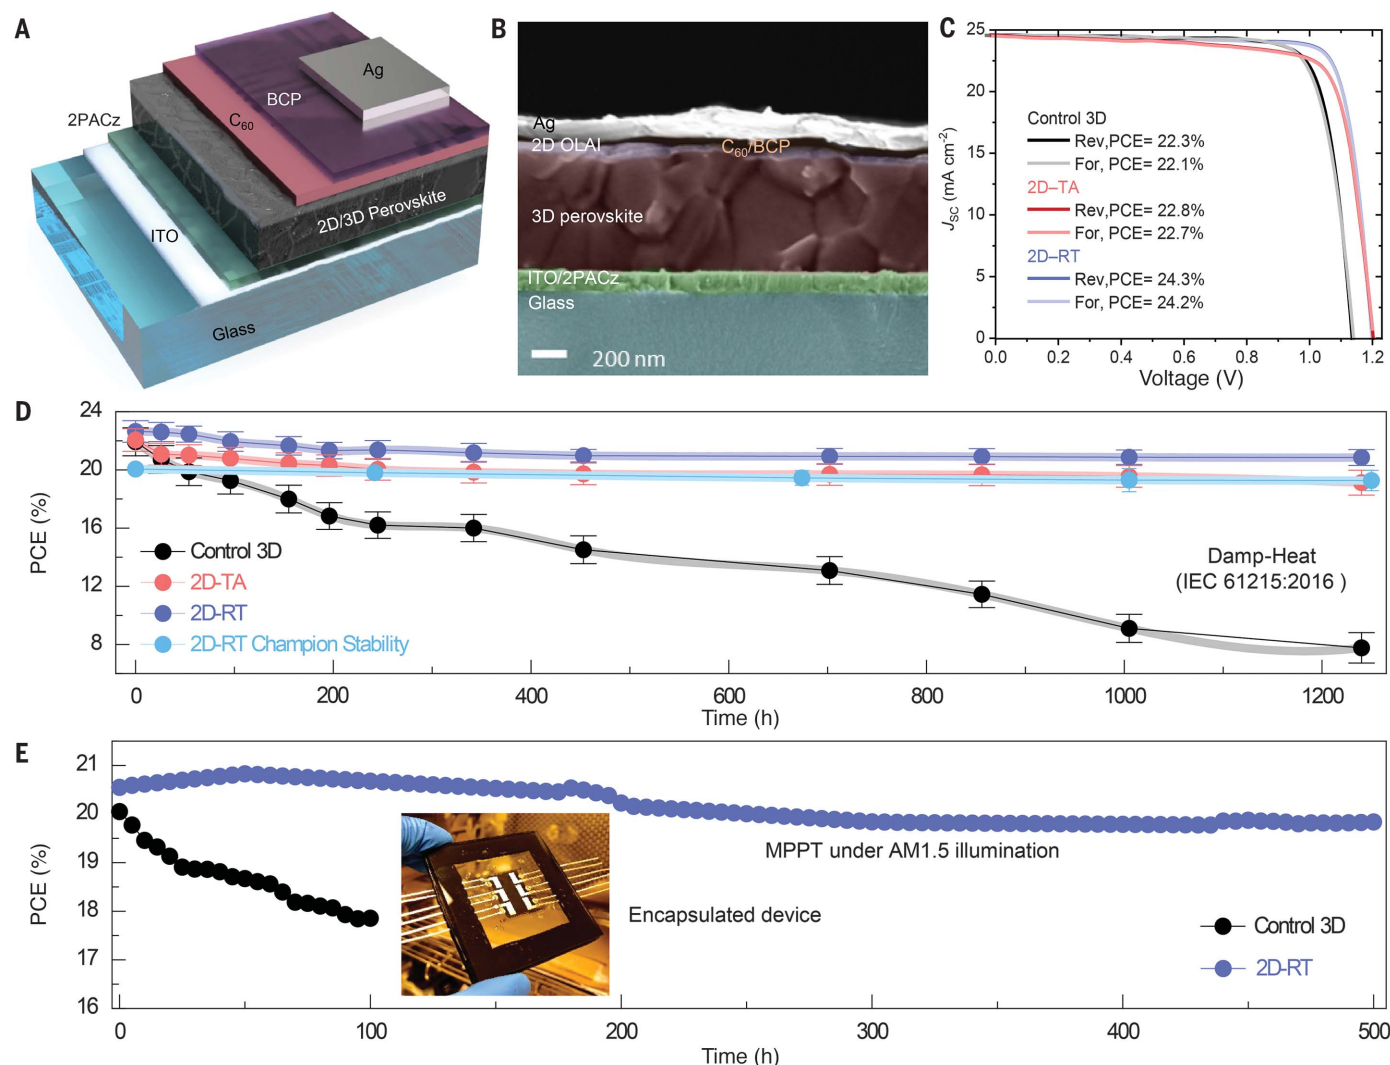 A
Ag
BCP
C60
2PACz
2D/3D Perovskite
ITO
Glass
B
Ag
2D OLAI
C60/BCP
3D perovskite
ITO/2PACz
Glass
200 nm
C
25
20
15
10
5
0
JSC (mA cm-2)
Control 3D
Rev,PCE= 22.3%
For, PCE= 22.1%
2D–TA
Rev,PCE= 22.8%
For, PCE= 22.7%
2D–RT
Rev,PCE= 24.3%
For, PCE= 24.2%
0.0 0.2 0.4 0.6 0.8 1.0 1.2
Voltage (V)
D
24
20
16
12
8
PCE (%)
Control 3D
2D-TA
2D-RT
2D-RT Champion Stability
Damp-Heat
(IEC 61215:2016 )
0 200 400 600 800 1000 1200
Time (h)
E
21
20
19
18
17
16
PCE (%)
MPPT under AM1.5 illumination
Encapsulated device
Control 3D
2D-RT
0 100 200 300 400 500
Time (h)